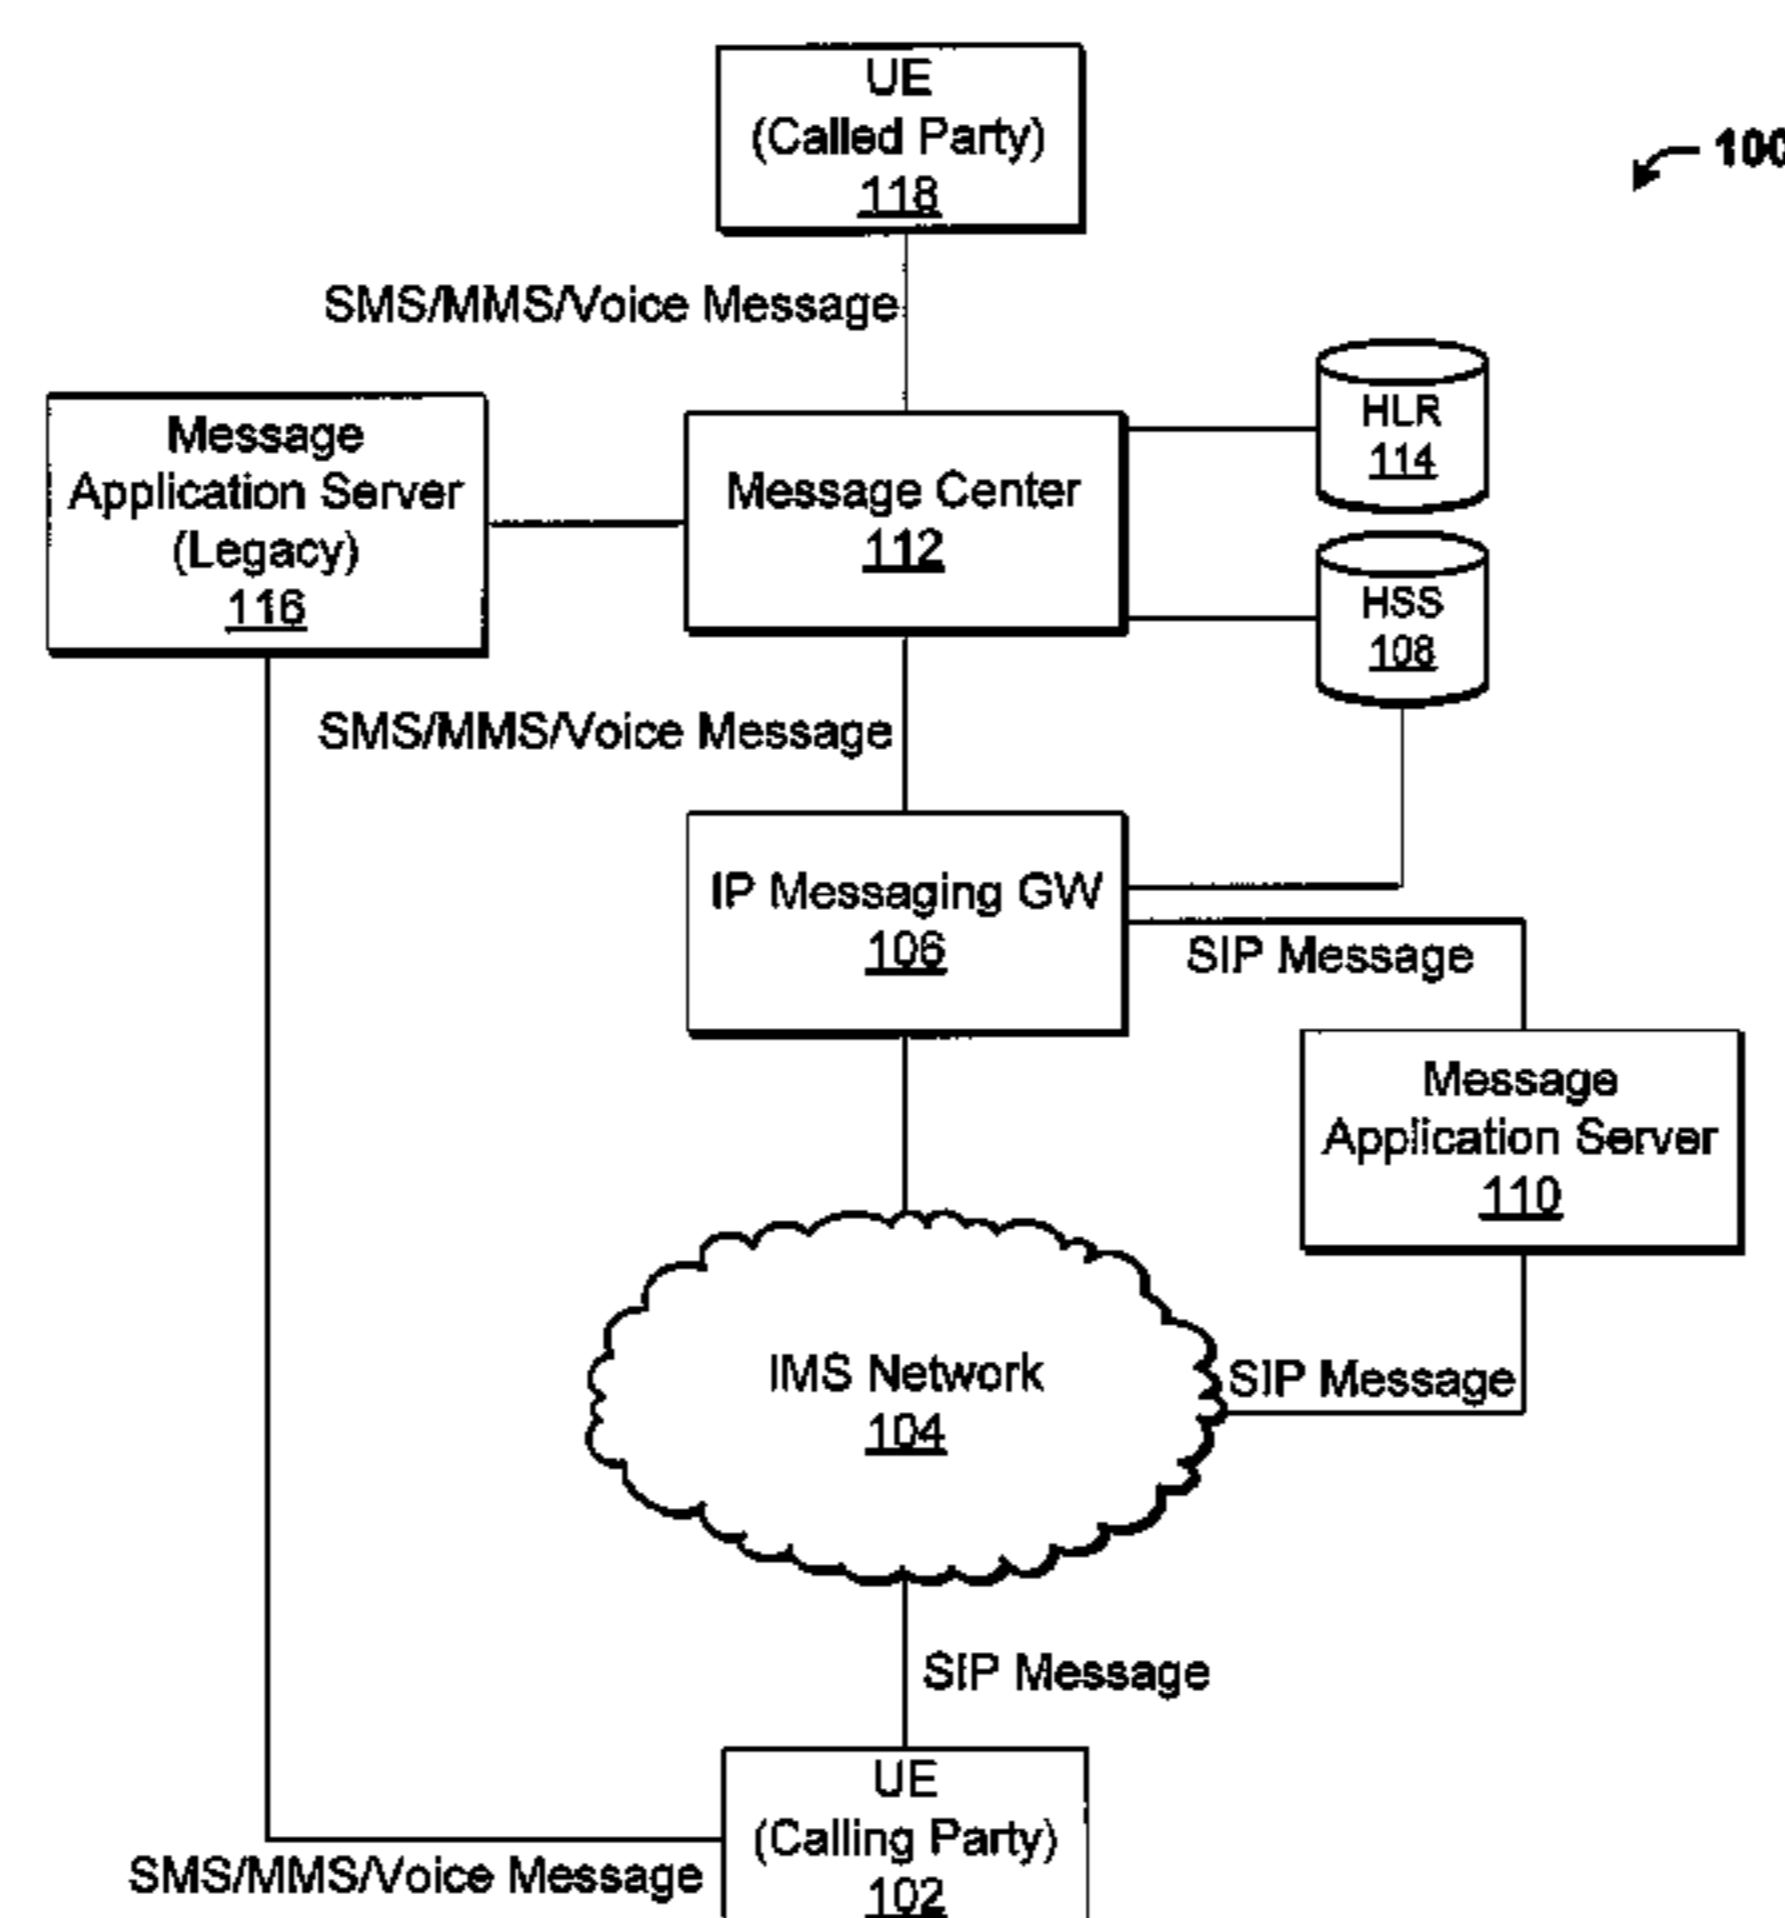 UE
(Called Party)
118
100
SMS/MMS/Voice Message
Message
Application Server
(Legacy)
116
Message Center
112
HLR
114
HSS
108
SMS/MMS/Voice Message
IP Messaging GW
106
SIP Message
Message
Application Server
110
IMS Network
104
SIP Message
SIP Message
UE
(Calling Party)
102
SMS/MMS/Voice Message